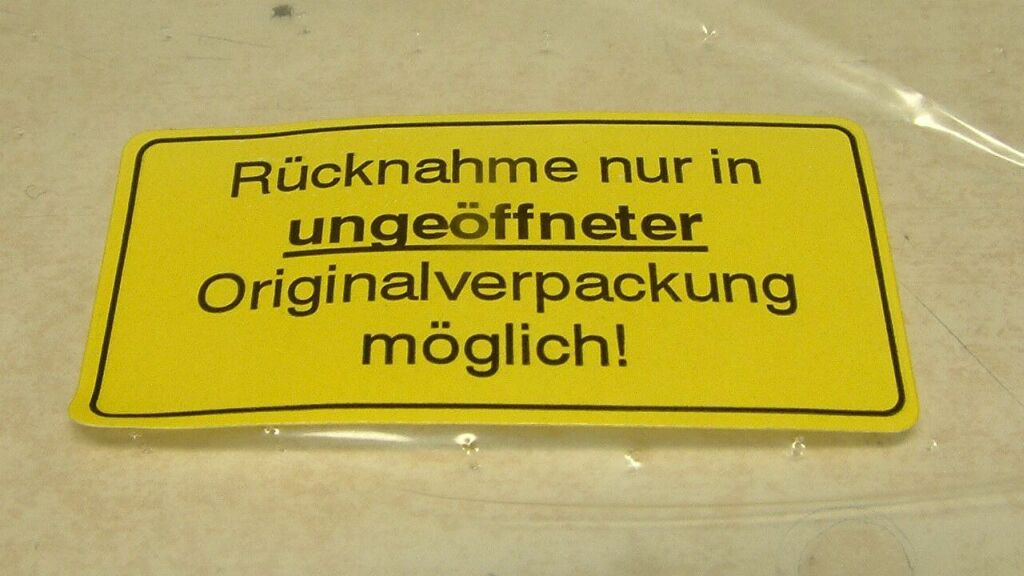 Rücknahme nur in
ungeöffneter
Originalverpackung
möglich!